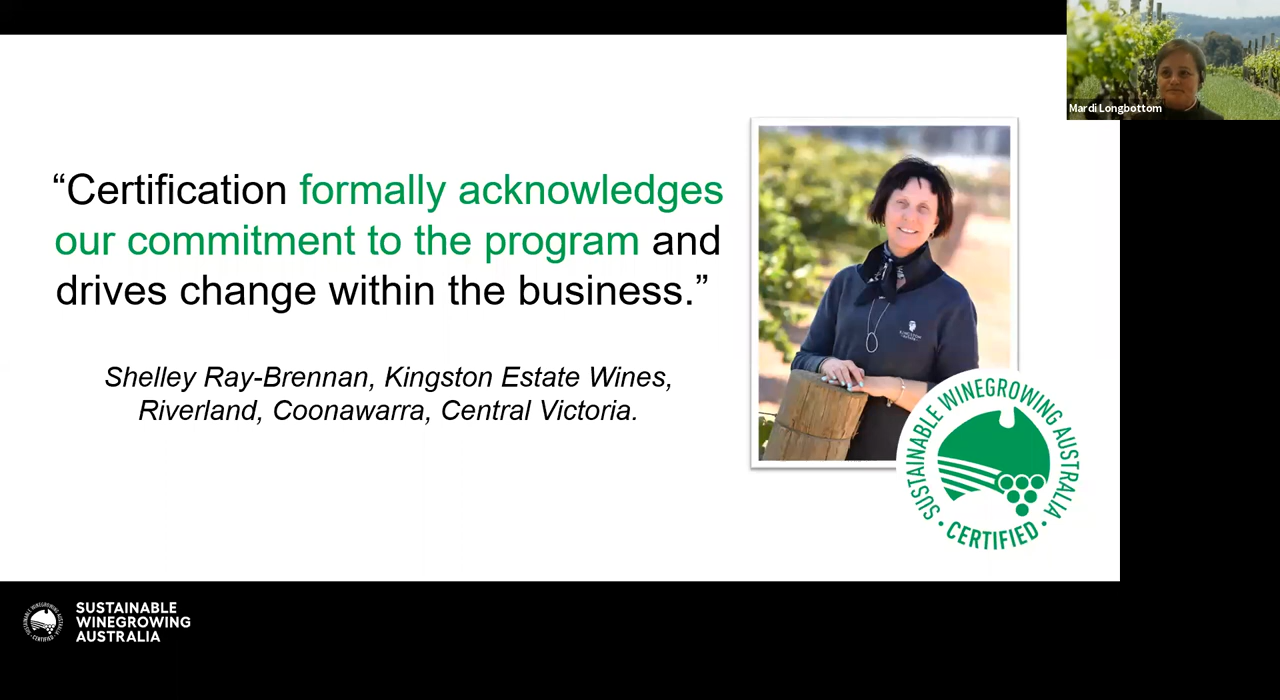 Mardi Longbottom
“Certification formally acknowledges
our commitment to the program and
drives change within the business.”
Shelley Ray-Brennan, Kingston Estate Wines,
Riverland, Coonawarra, Central Victoria.
SUSTAINABLE WINEGROWING AUSTRALIA
• CERTIFIED •
SUSTAINABLE
WINEGROWING
AUSTRALIA